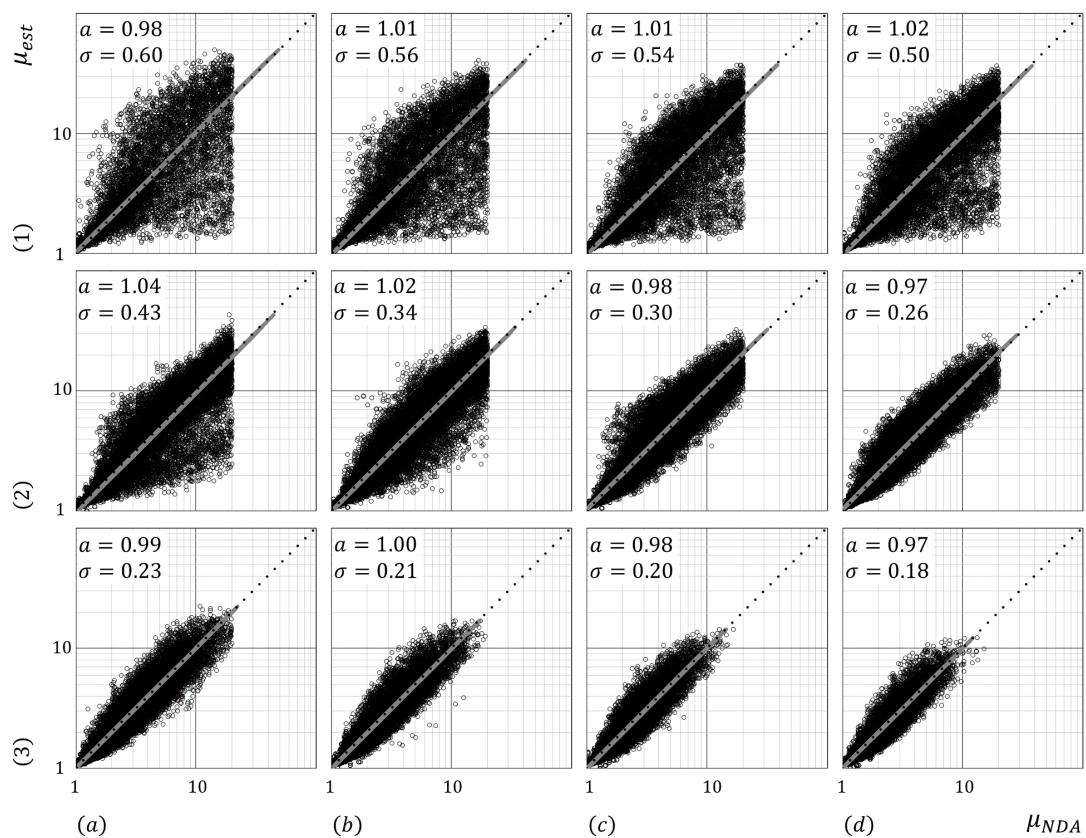 μ_est
a = 0.98
σ = 0.60
a = 1.01
σ = 0.56
a = 1.01
σ = 0.54
a = 1.02
σ = 0.50
10
(1)
1
a = 1.04
σ = 0.43
a = 1.02
σ = 0.34
a = 0.98
σ = 0.30
a = 0.97
σ = 0.26
10
(2)
1
a = 0.99
σ = 0.23
a = 1.00
σ = 0.21
a = 0.98
σ = 0.20
a = 0.97
σ = 0.18
10
(3)
1
1 10 1 10 1 10 1 10
(a) (b) (c) (d) μ_NDA